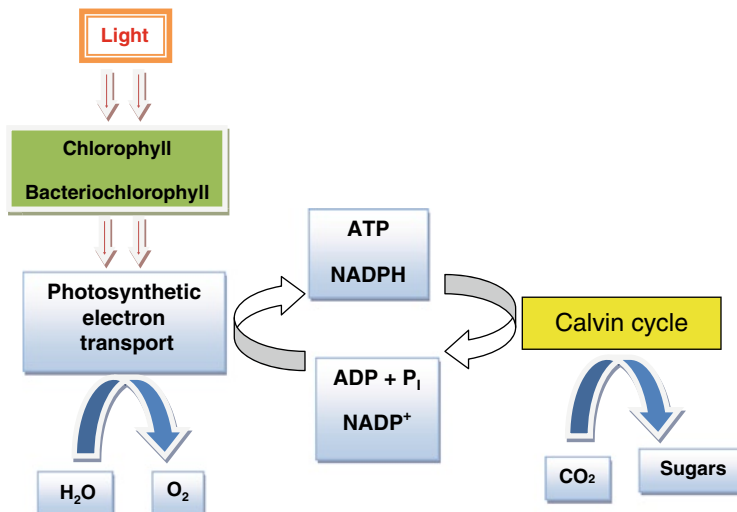 Light
Chlorophyll
Bacteriochlorophyll
Photosynthetic
electron
transport
ATP
NADPH
Calvin cycle
ADP + Pᵢ
NADP⁺
H₂O
O₂
CO₂
Sugars